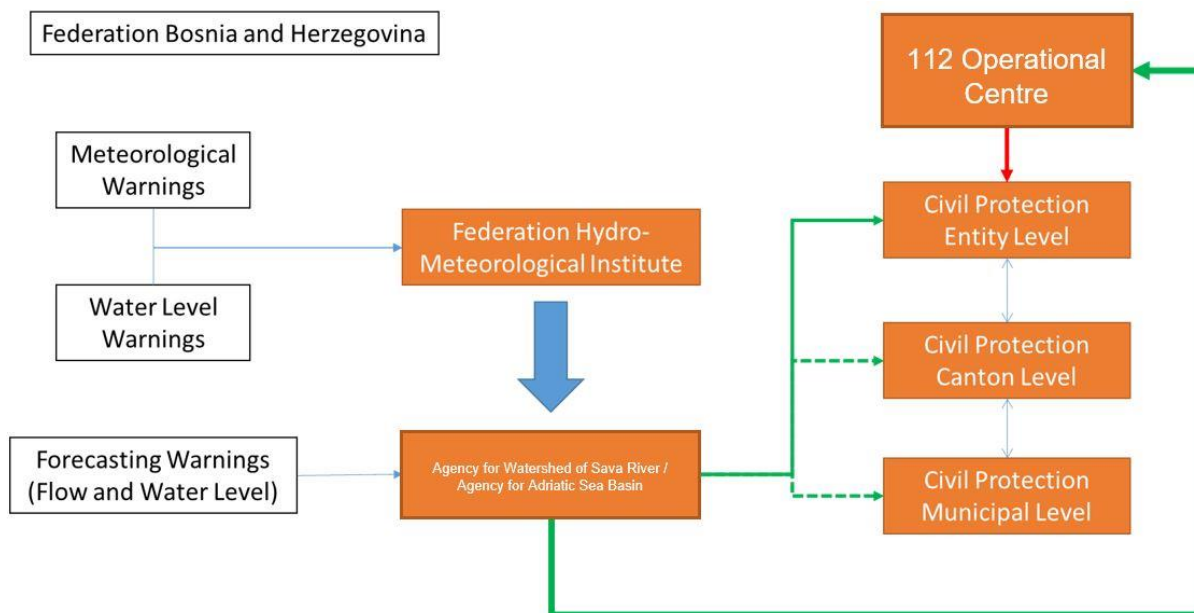 Federation Bosnia and Herzegovina
112 Operational
Centre
Meteorological
Warnings
Civil Protection
Entity Level
Federation Hydro-
Meteorological Institute
Water Level
Warnings
Civil Protection
Canton Level
Forecasting Warnings
(Flow and Water Level)
Agency for Watershed of Sava River /
Agency for Adriatic Sea Basin
Civil Protection
Municipal Level